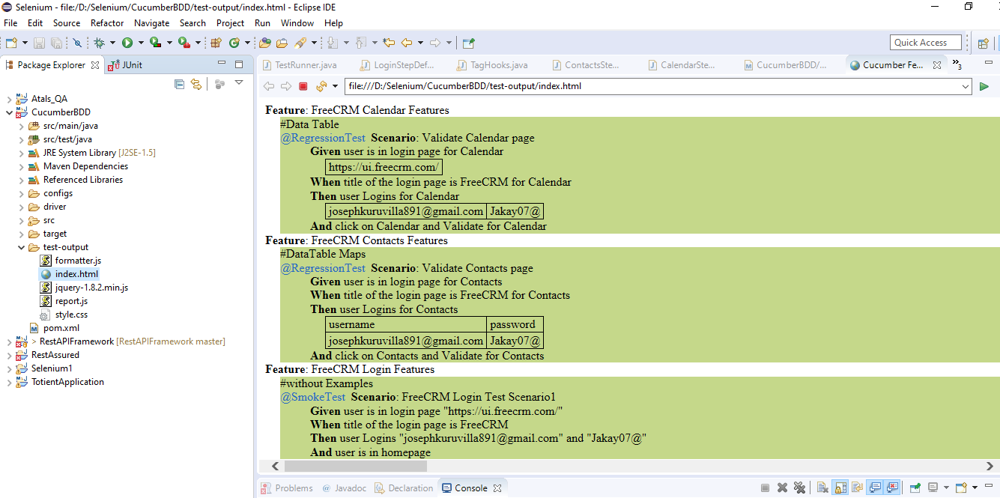 Selenium - file:/D:/Selenium/CucumberBDD/test-output/index.html - Eclipse IDE
File Edit Source Refactor Navigate Search Project Run Window Help
Quick Access
Package Explorer JUnit
TestRunner.java LoginStepDef... TagHooks.java ContactsSte... CalendarSte... CucumberBDD/... Cucumber Fe... »3
file:///D:/Selenium/CucumberBDD/test-output/index.html
Atals_QA
CucumberBDD
src/main/java
src/test/java
JRE System Library [J2SE-1.5]
Maven Dependencies
Referenced Libraries
configs
driver
src
target
test-output
formatter.js
index.html
jquery-1.8.2.min.js
report.js
style.css
pom.xml
> RestAPIFramework [RestAPIFramework master]
RestAssured
Selenium1
TotientApplication
Feature: FreeCRM Calendar Features
#Data Table
@RegressionTest Scenario: Validate Calendar page
Given user is in login page for Calendar
https://ui.freecrm.com/
When title of the login page is FreeCRM for Calendar
Then user Logins for Calendar
josephkuruvilla891@gmail.com Jakay07@
And click on Calendar and Validate for Calendar
Feature: FreeCRM Contacts Features
#DataTable Maps
@RegressionTest Scenario: Validate Contacts page
Given user is in login page for Contacts
When title of the login page is FreeCRM for Contacts
Then user Logins for Contacts
username password
josephkuruvilla891@gmail.com Jakay07@
And click on Contacts and Validate for Contacts
Feature: FreeCRM Login Features
#without Examples
@SmokeTest Scenario: FreeCRM Login Test Scenario1
Given user is in login page "https://ui.freecrm.com/"
When title of the login page is FreeCRM
Then user Logins "josephkuruvilla891@gmail.com" and "Jakay07@"
And user is in homepage
Problems @ Javadoc Declaration Console